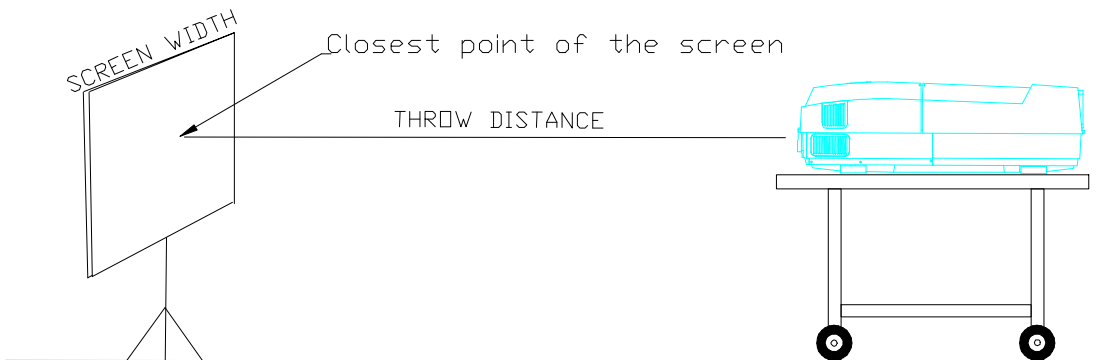 SCREEN WIDTH
Closest point of the screen
THROW DISTANCE